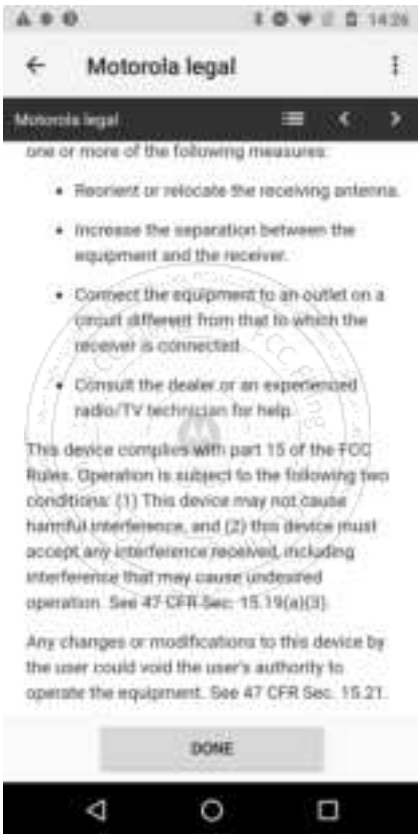 14:26
Motorola legal
Motorola legal
one or more of the following measures:
• Reorient or relocate the receiving antenna.
• Increase the separation between the
equipment and the receiver.
• Connect the equipment to an outlet on a
circuit different from that to which the
receiver is connected.
• Consult the dealer or an experienced
radio/TV technician for help.
This device complies with part 15 of the FCC
Rules. Operation is subject to the following two
conditions: (1) This device may not cause
harmful interference, and (2) this device must
accept any interference received, including
interference that may cause undesired
operation. See 47 CFR Sec. 15.19(a)(3).
Any changes or modifications to this device by
the user could void the user's authority to
operate the equipment. See 47 CFR Sec. 15.21.
DONE
FCC filing